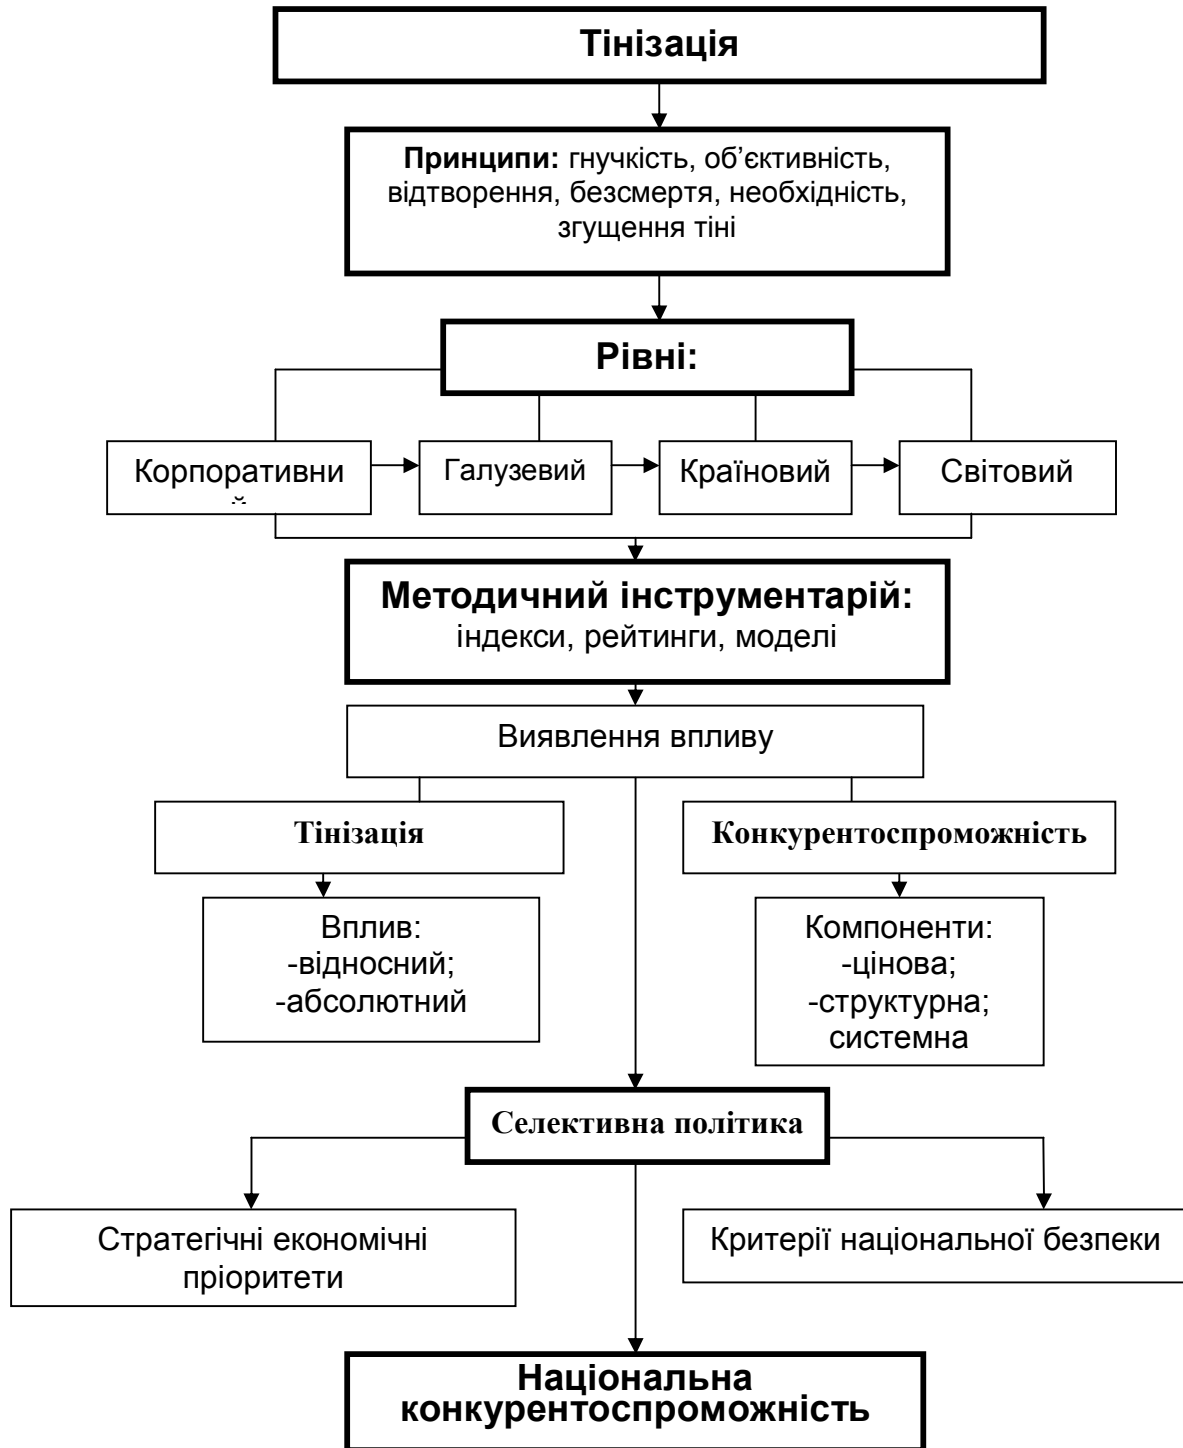 Тінізація
Принципи: гнучкість, об’єктивність,
відтворення, безсмертя, необхідність,
згущення тіні
Рівні:
Корпоративни
й
Галузевий
Країновий
Світовий
Методичний інструментарій:
індекси, рейтинги, моделі
Виявлення впливу
Тінізація
Конкурентоспроможність
Вплив:
-відносний;
-абсолютний
Компоненти:
-цінова;
-структурна;
системна
Селективна політика
Стратегічні економічні
пріоритети
Критерії національної безпеки
Національна
конкурентоспроможність